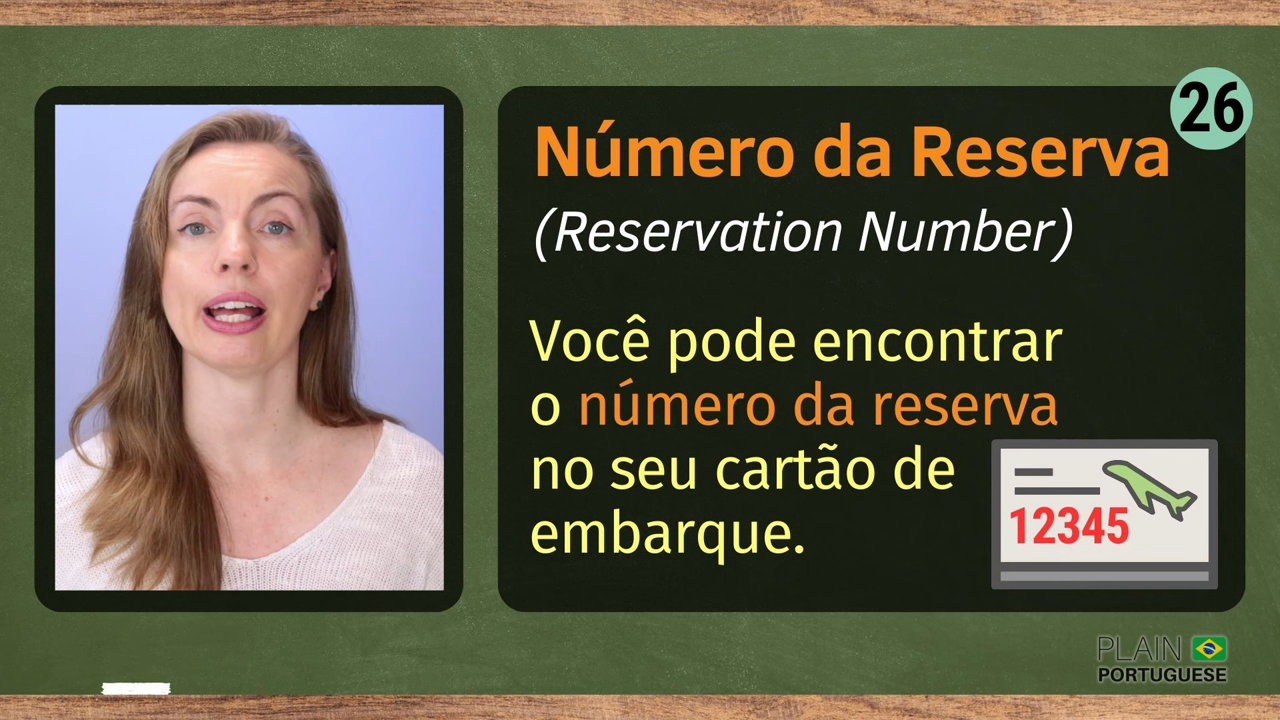 26
Número da Reserva
(Reservation Number)
Você pode encontrar
o número da reserva
no seu cartão de
embarque.
12345
PLAIN
PORTUGUESE